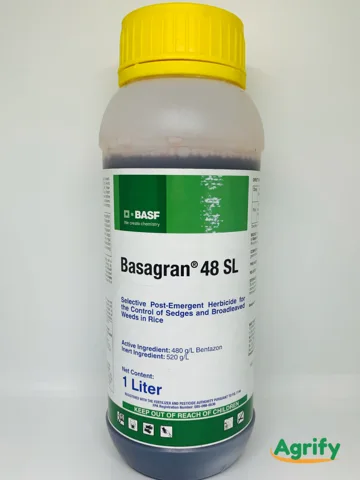 BASF
We create chemistry
Basagran® 48 SL
Selective Post-Emergent Herbicide for
the Control of Sedges and Broadleaved
Weeds in Rice
Active Ingredient: 480 g/L Bentazon
Inert Ingredient: 520 g/L
Net Content:
1 Liter
KEEP OUT OF REACH OF CHILDREN
Agrify